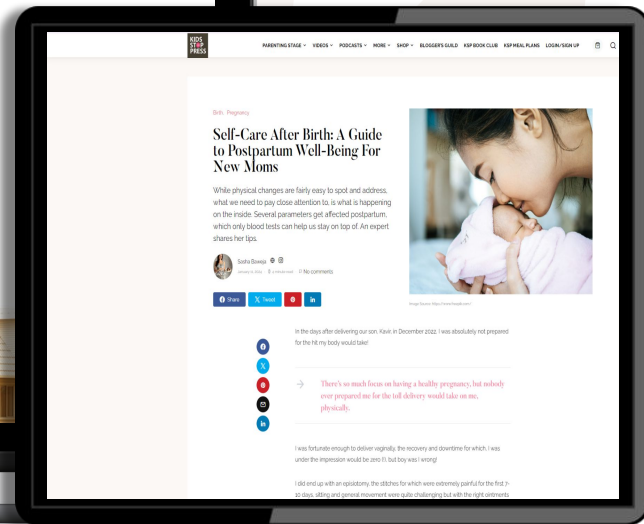 KIDS
STOP
PRESS
PARENTING STAGE VIDEOS PODCASTS MORE SHOP BLOGGER'S GUILD KSP BOOK CLUB KSP MEAL PLANS LOGIN/SIGN UP
Birth, Pregnancy
Self-Care After Birth: A Guide
to Postpartum Well-Being For
New Moms
While physical changes are fairly easy to spot and address,
what we need to pay close attention to, is what is happening
on the inside. Several parameters get affected postpartum,
which only blood tests can help us stay on top of. An expert
shares her tips.
Sasha Baweja
No comments
Share
Tweet
in
in the days after delivering our son, Kavir, in December 2022, I was absolutely not prepared
for the hit my body would take!
There's so much focus on having a healthy pregnancy, but nobody
ever prepared me for the toll delivery would take on me,
physically.
I was fortunate enough to deliver vaginally, the recovery and downtime for which, I was
under the impression would be zero (!), but boy was I wrong!
I did end up with an episiotomy, the stitches for which were extremely painful for the first 7-
10 days, sitting and general movement were quite challenging but with the right ointments